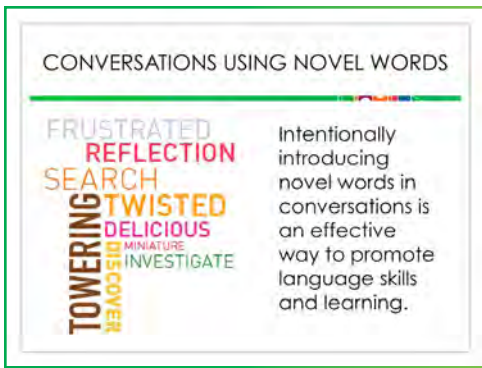 CONVERSATIONS USING NOVEL WORDS
FRUSTRATED
REFLECTION
SEARCH
TWISTED
TOWERING
DELICIOUS
MINIATURE
DISCOVER
INVESTIGATE
Intentionally
introducing
novel words in
conversations is
an effective
way to promote
language skills
and learning.